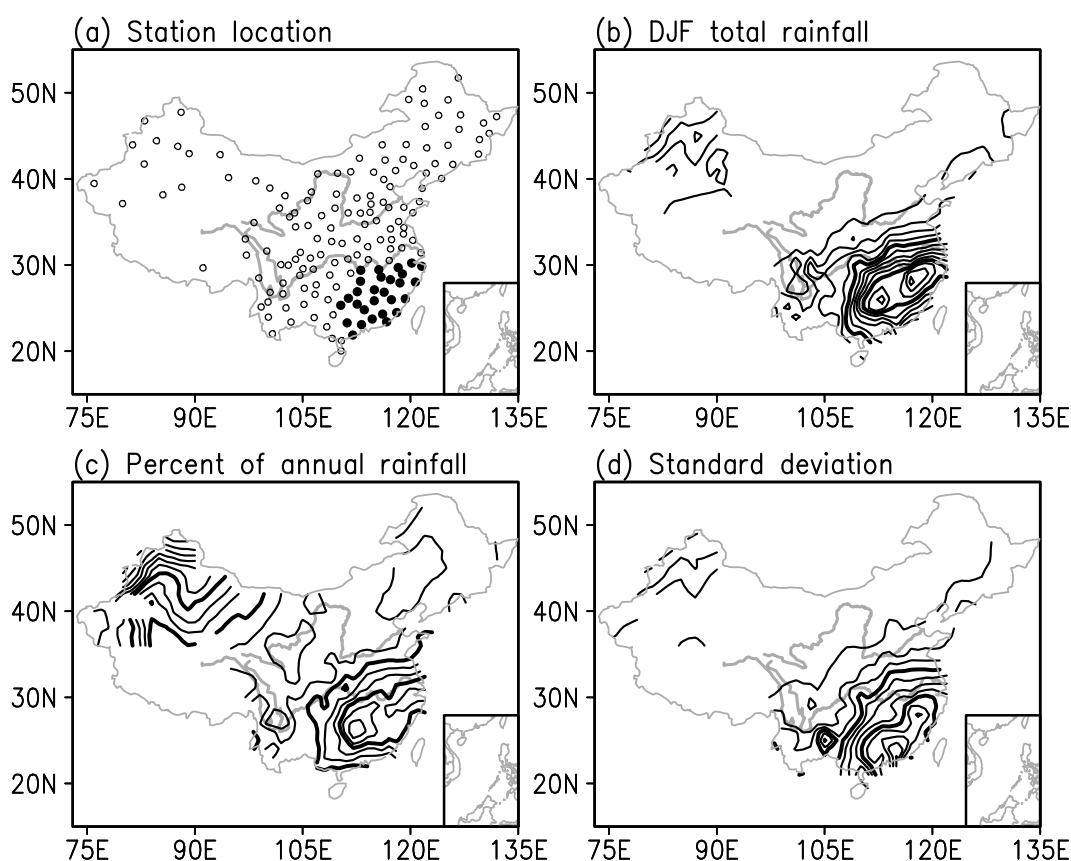 (a) Station location
(b) DJF total rainfall
50N
40N
30N
20N
75E 90E 105E 120E 135E
50N
40N
30N
20N
75E 90E 105E 120E 135E
(c) Percent of annual rainfall
(d) Standard deviation
50N
40N
30N
20N
75E 90E 105E 120E 135E
50N
40N
30N
20N
75E 90E 105E 120E 135E